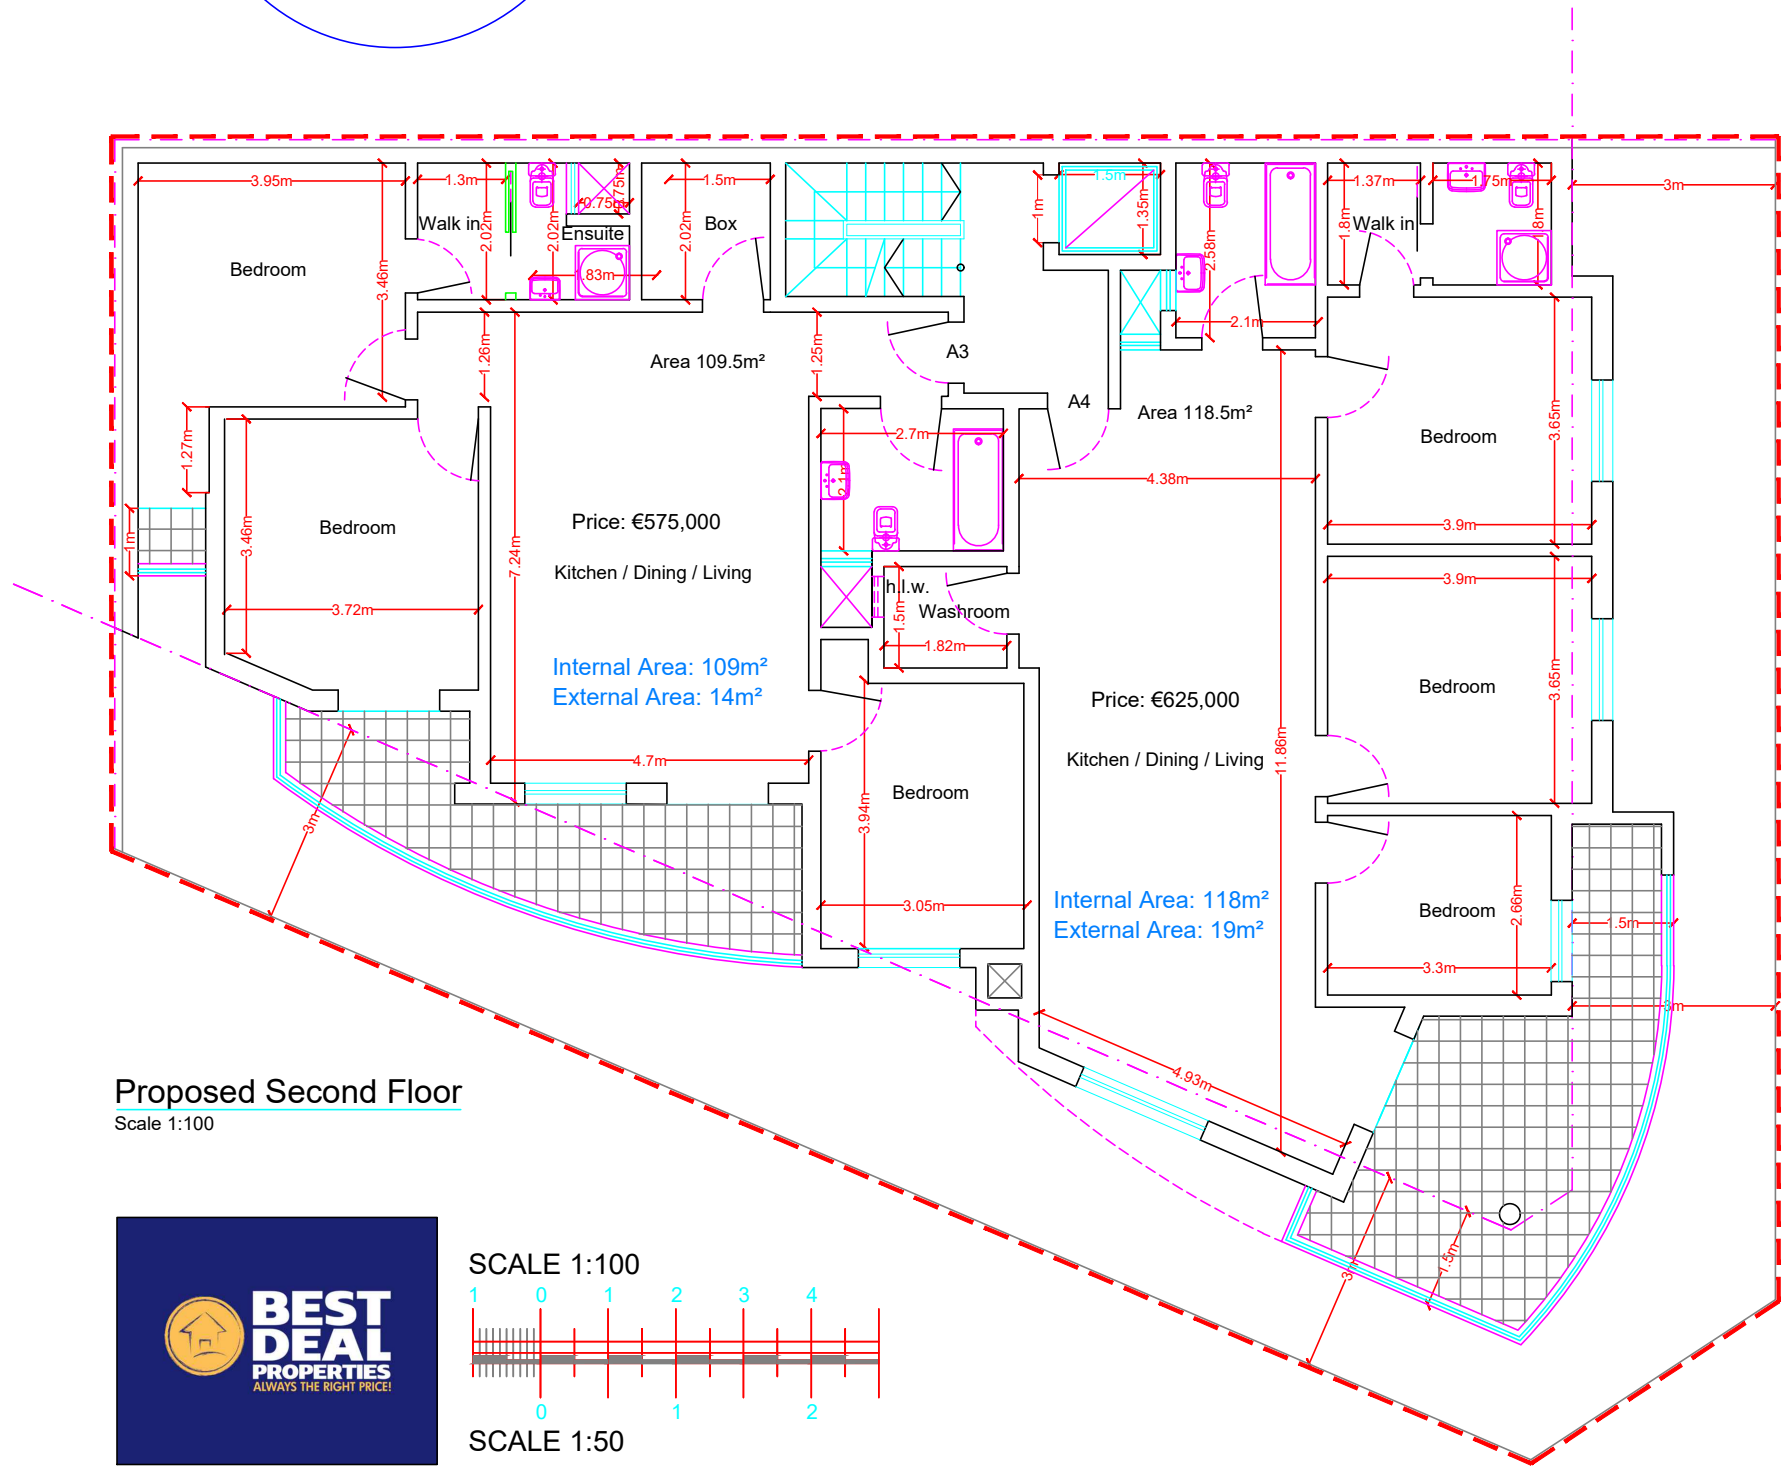 3.95m
1.3m
2.02m
2.02m
0.75m
.75m
1.5m
2.02m
1.5m
1m
1.35m
2.58m
1.37m
1.8m
1.75m
1.8m
3m
Walk in
Ensuite
Box
Walk in
Bedroom
3.46m
.83m
2.1m
A3
1.26m
1.25m
Area 109.5m²
A4
Area 118.5m²
1.27m
2.7m
2.1m
4.38m
Bedroom
3.65m
3.9m
1m
3.46m
Bedroom
7.24m
Price: €575,000
Kitchen / Dining / Living
h.l.w.
Washroom
1.5m
1.82m
3.72m
3.9m
Internal Area: 109m²
External Area: 14m²
Price: €625,000
Bedroom
3.65m
Kitchen / Dining / Living
11.86m
4.7m
3m
Bedroom
3.94m
3.05m
Internal Area: 118m²
External Area: 19m²
Bedroom
2.66m
1.5m
3.3m
3m
4.93m
3m
1.5m
Proposed Second Floor
Scale 1:100
BEST
DEAL
PROPERTIES
ALWAYS THE RIGHT PRICE!
SCALE 1:100
1 0 1 2 3 4
0 1 2
SCALE 1:50